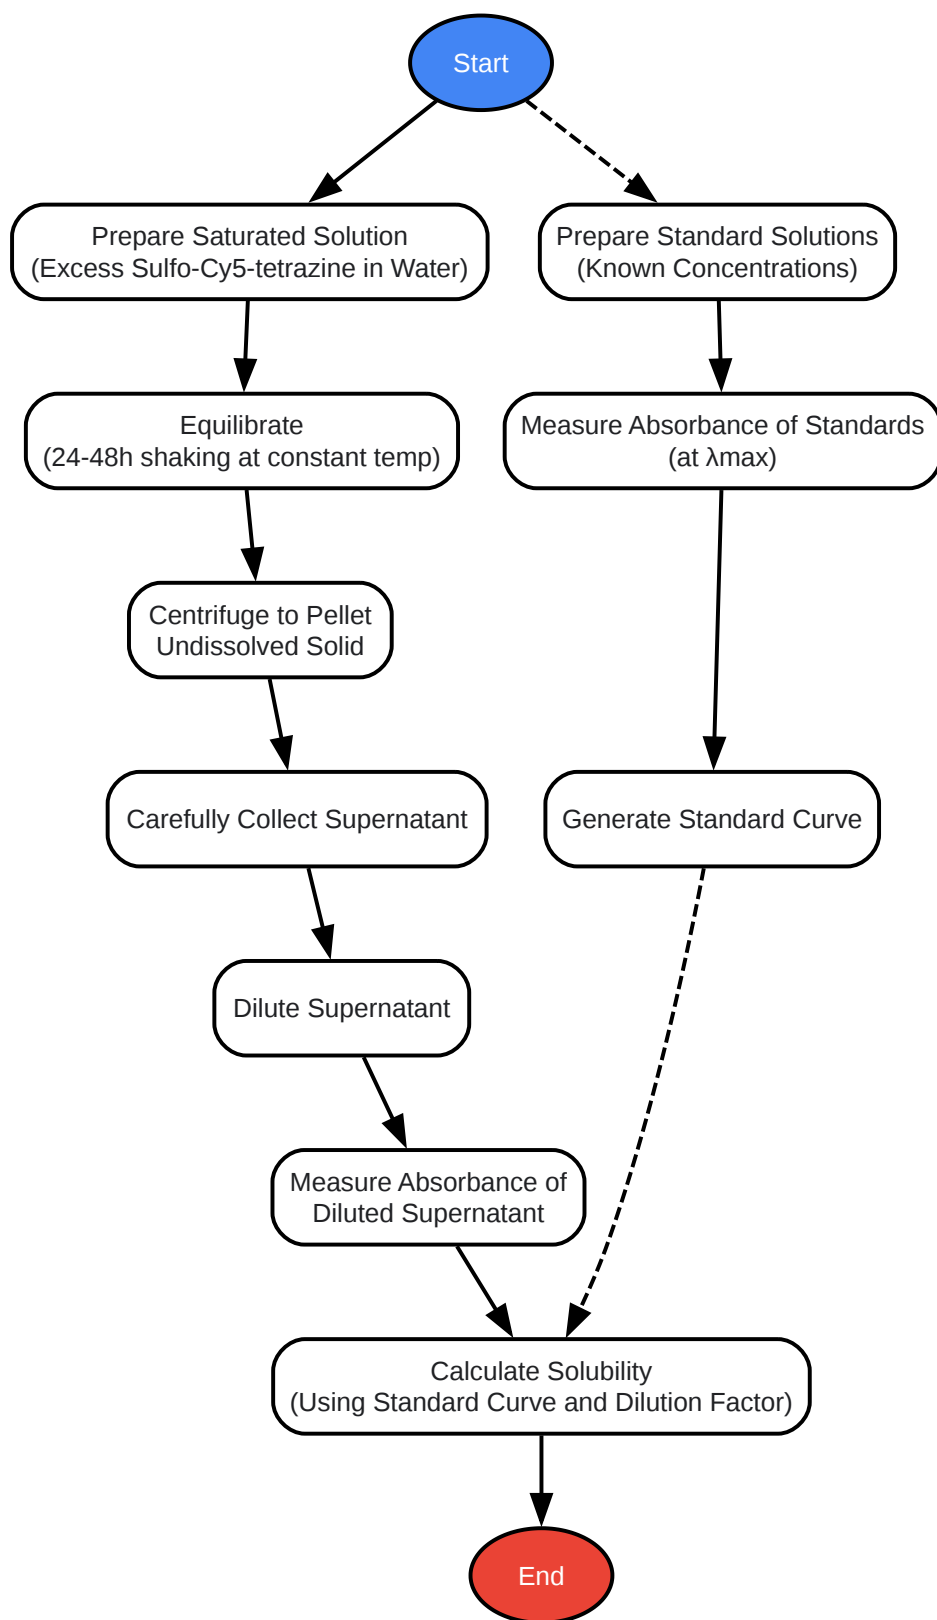 Start
Prepare Saturated Solution
(Excess Sulfo-Cy5-tetrazine in Water)
Prepare Standard Solutions
(Known Concentrations)
Equilibrate
(24-48h shaking at constant temp)
Measure Absorbance of Standards
(at λmax)
Centrifuge to Pellet
Undissolved Solid
Carefully Collect Supernatant
Generate Standard Curve
Dilute Supernatant
Measure Absorbance of
Diluted Supernatant
Calculate Solubility
(Using Standard Curve and Dilution Factor)
End